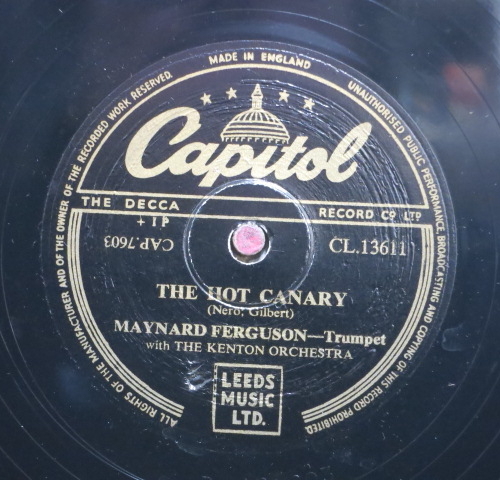 MADE IN ENGLAND
Capitol
THE DECCA RECORD CO LTP
1P +
CAP.7603
CL.13611
THE HOT CANARY
(Nero, Gilbert)
MAYNARD FERGUSON—Trumpet
with THE KENTON ORCHESTRA
LEEDS
MUSIC
LTD.
ALL RIGHTS OF THE MANUFACTURER AND OF THE OWNER OF THE RECORDED WORK RESERVED.
UNAUTHORISED PUBLIC PERFORMANCE, BROADCASTING AND COPYING OF THIS RECORD PROHIBITED.